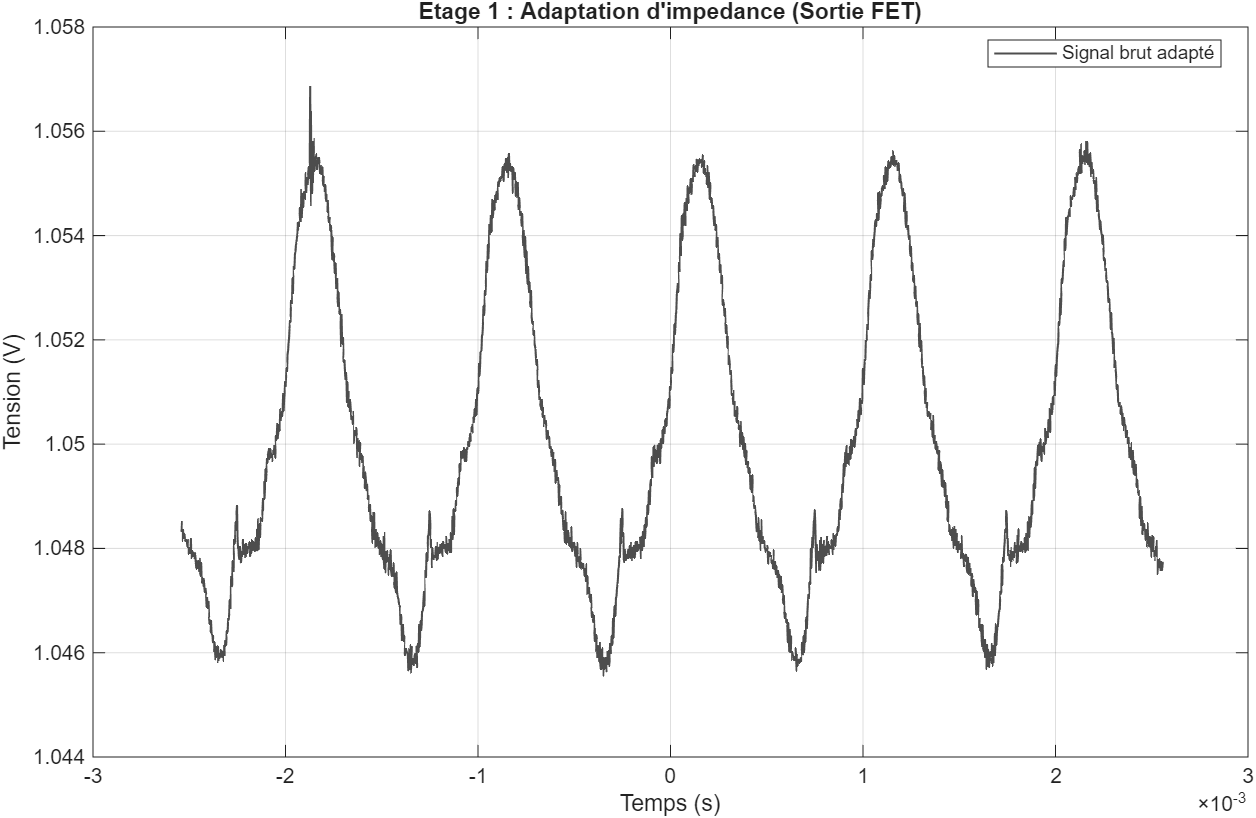 Etage 1 : Adaptation d'impedance (Sortie FET)
1.058
Signal brut adapté
1.056
1.054
1.052
Tension (V)
1.05
1.048
1.046
1.044
-3 -2 -1 0 1 2 3
Temps (s)
×10-3